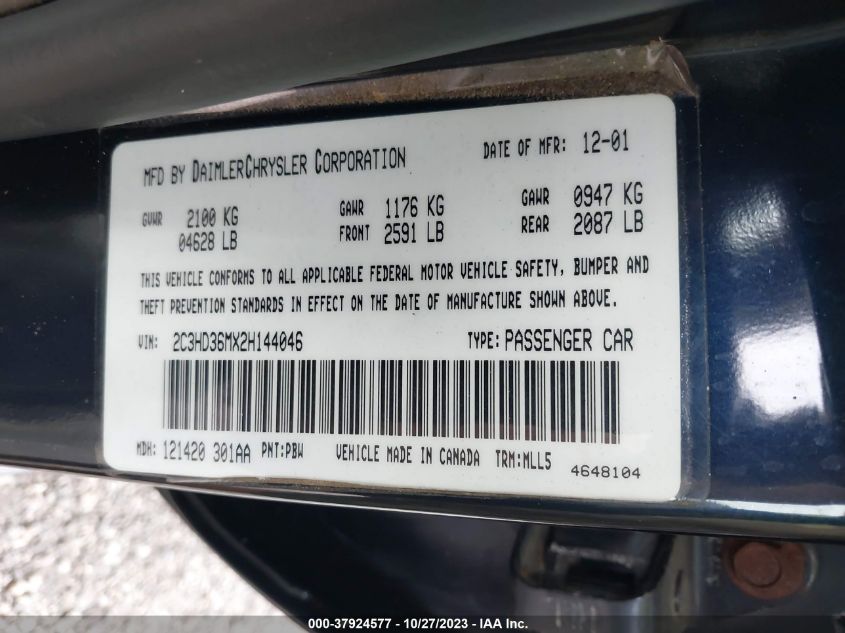 MFD BY DAIMLERCHRYSLER CORPORATION DATE OF MFR: 12-01
GVWR 2100 KG GAWR 1176 KG GAWR 0947 KG
04628 LB FRONT 2591 LB REAR 2087 LB
THIS VEHICLE CONFORMS TO ALL APPLICABLE FEDERAL MOTOR VEHICLE SAFETY, BUMPER AND
THEFT PREVENTION STANDARDS IN EFFECT ON THE DATE OF MANUFACTURE SHOWN ABOVE.
VIN: 2C3HD36MX2H144046 TYPE: PASSENGER CAR
MDH: 121420 301AA PNT:PBW VEHICLE MADE IN CANADA TRM:MLL5 4648104
000-37924577 - 10/27/2023 - IAA Inc.